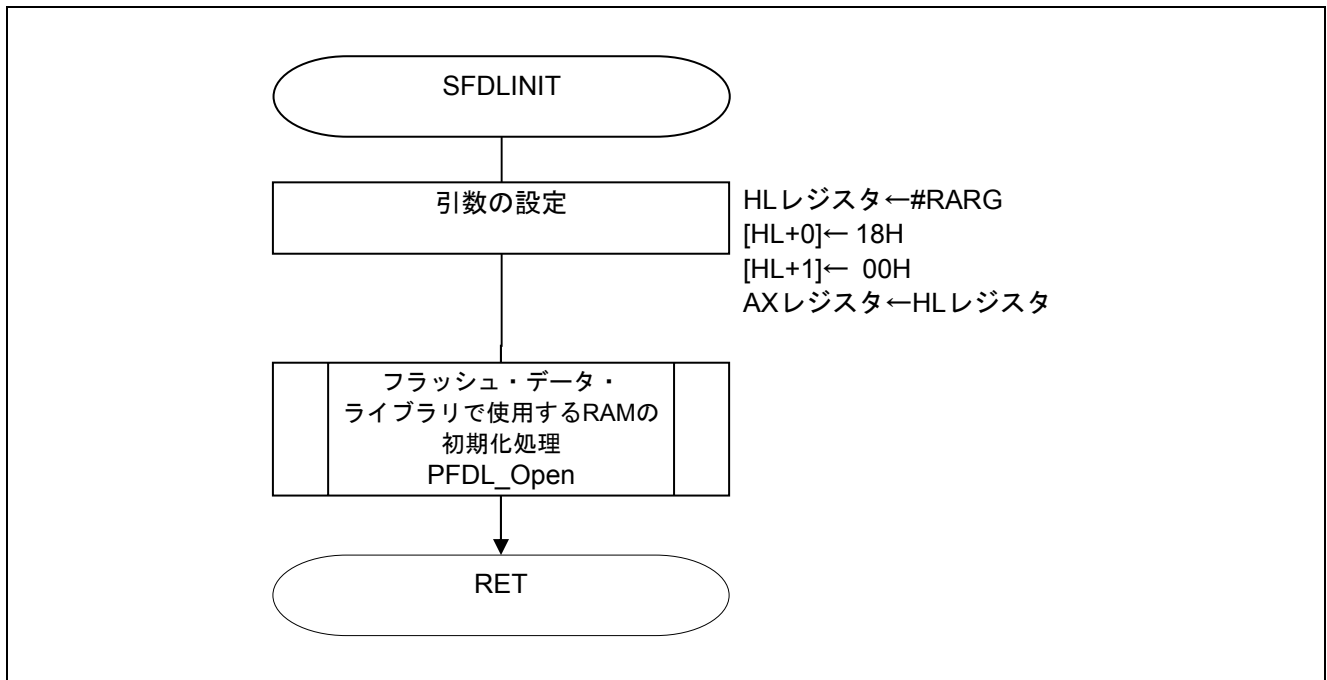 SFDLINIT
引数の設定
HLレジスタ←#RARG
[HL+0]← 18H
[HL+1]← 00H
AXレジスタ←HLレジスタ
フラッシュ・データ・
ライブラリで使用するRAMの
初期化処理
PFDL_Open
RET